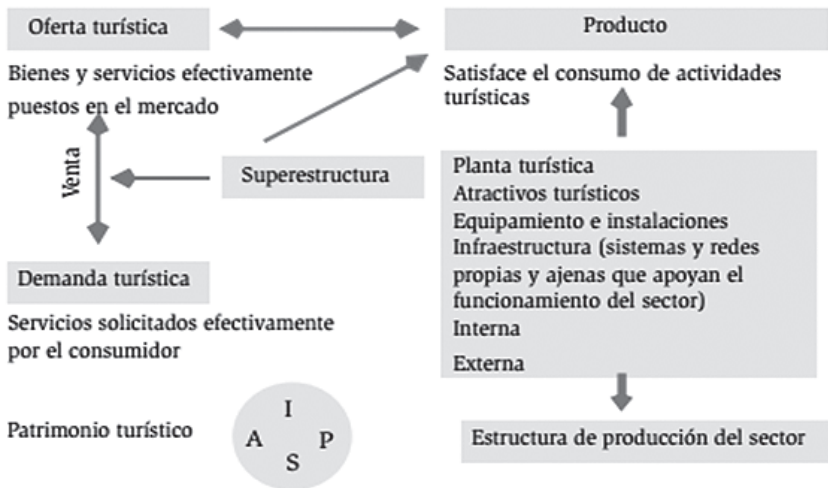 Oferta turística
Producto
Bienes y servicios efectivamente
puestos en el mercado
Satisface el consumo de actividades
turísticas
Venta
Superestructura
Planta turística
Atractivos turísticos
Equipamiento e instalaciones
Infraestructura (sistemas y redes
propias y ajenas que apoyan el
funcionamiento del sector)
Interna
Externa
Demanda turística
Servicios solicitados efectivamente
por el consumidor
Patrimonio turístico
I
A P
S
Estructura de producción del sector